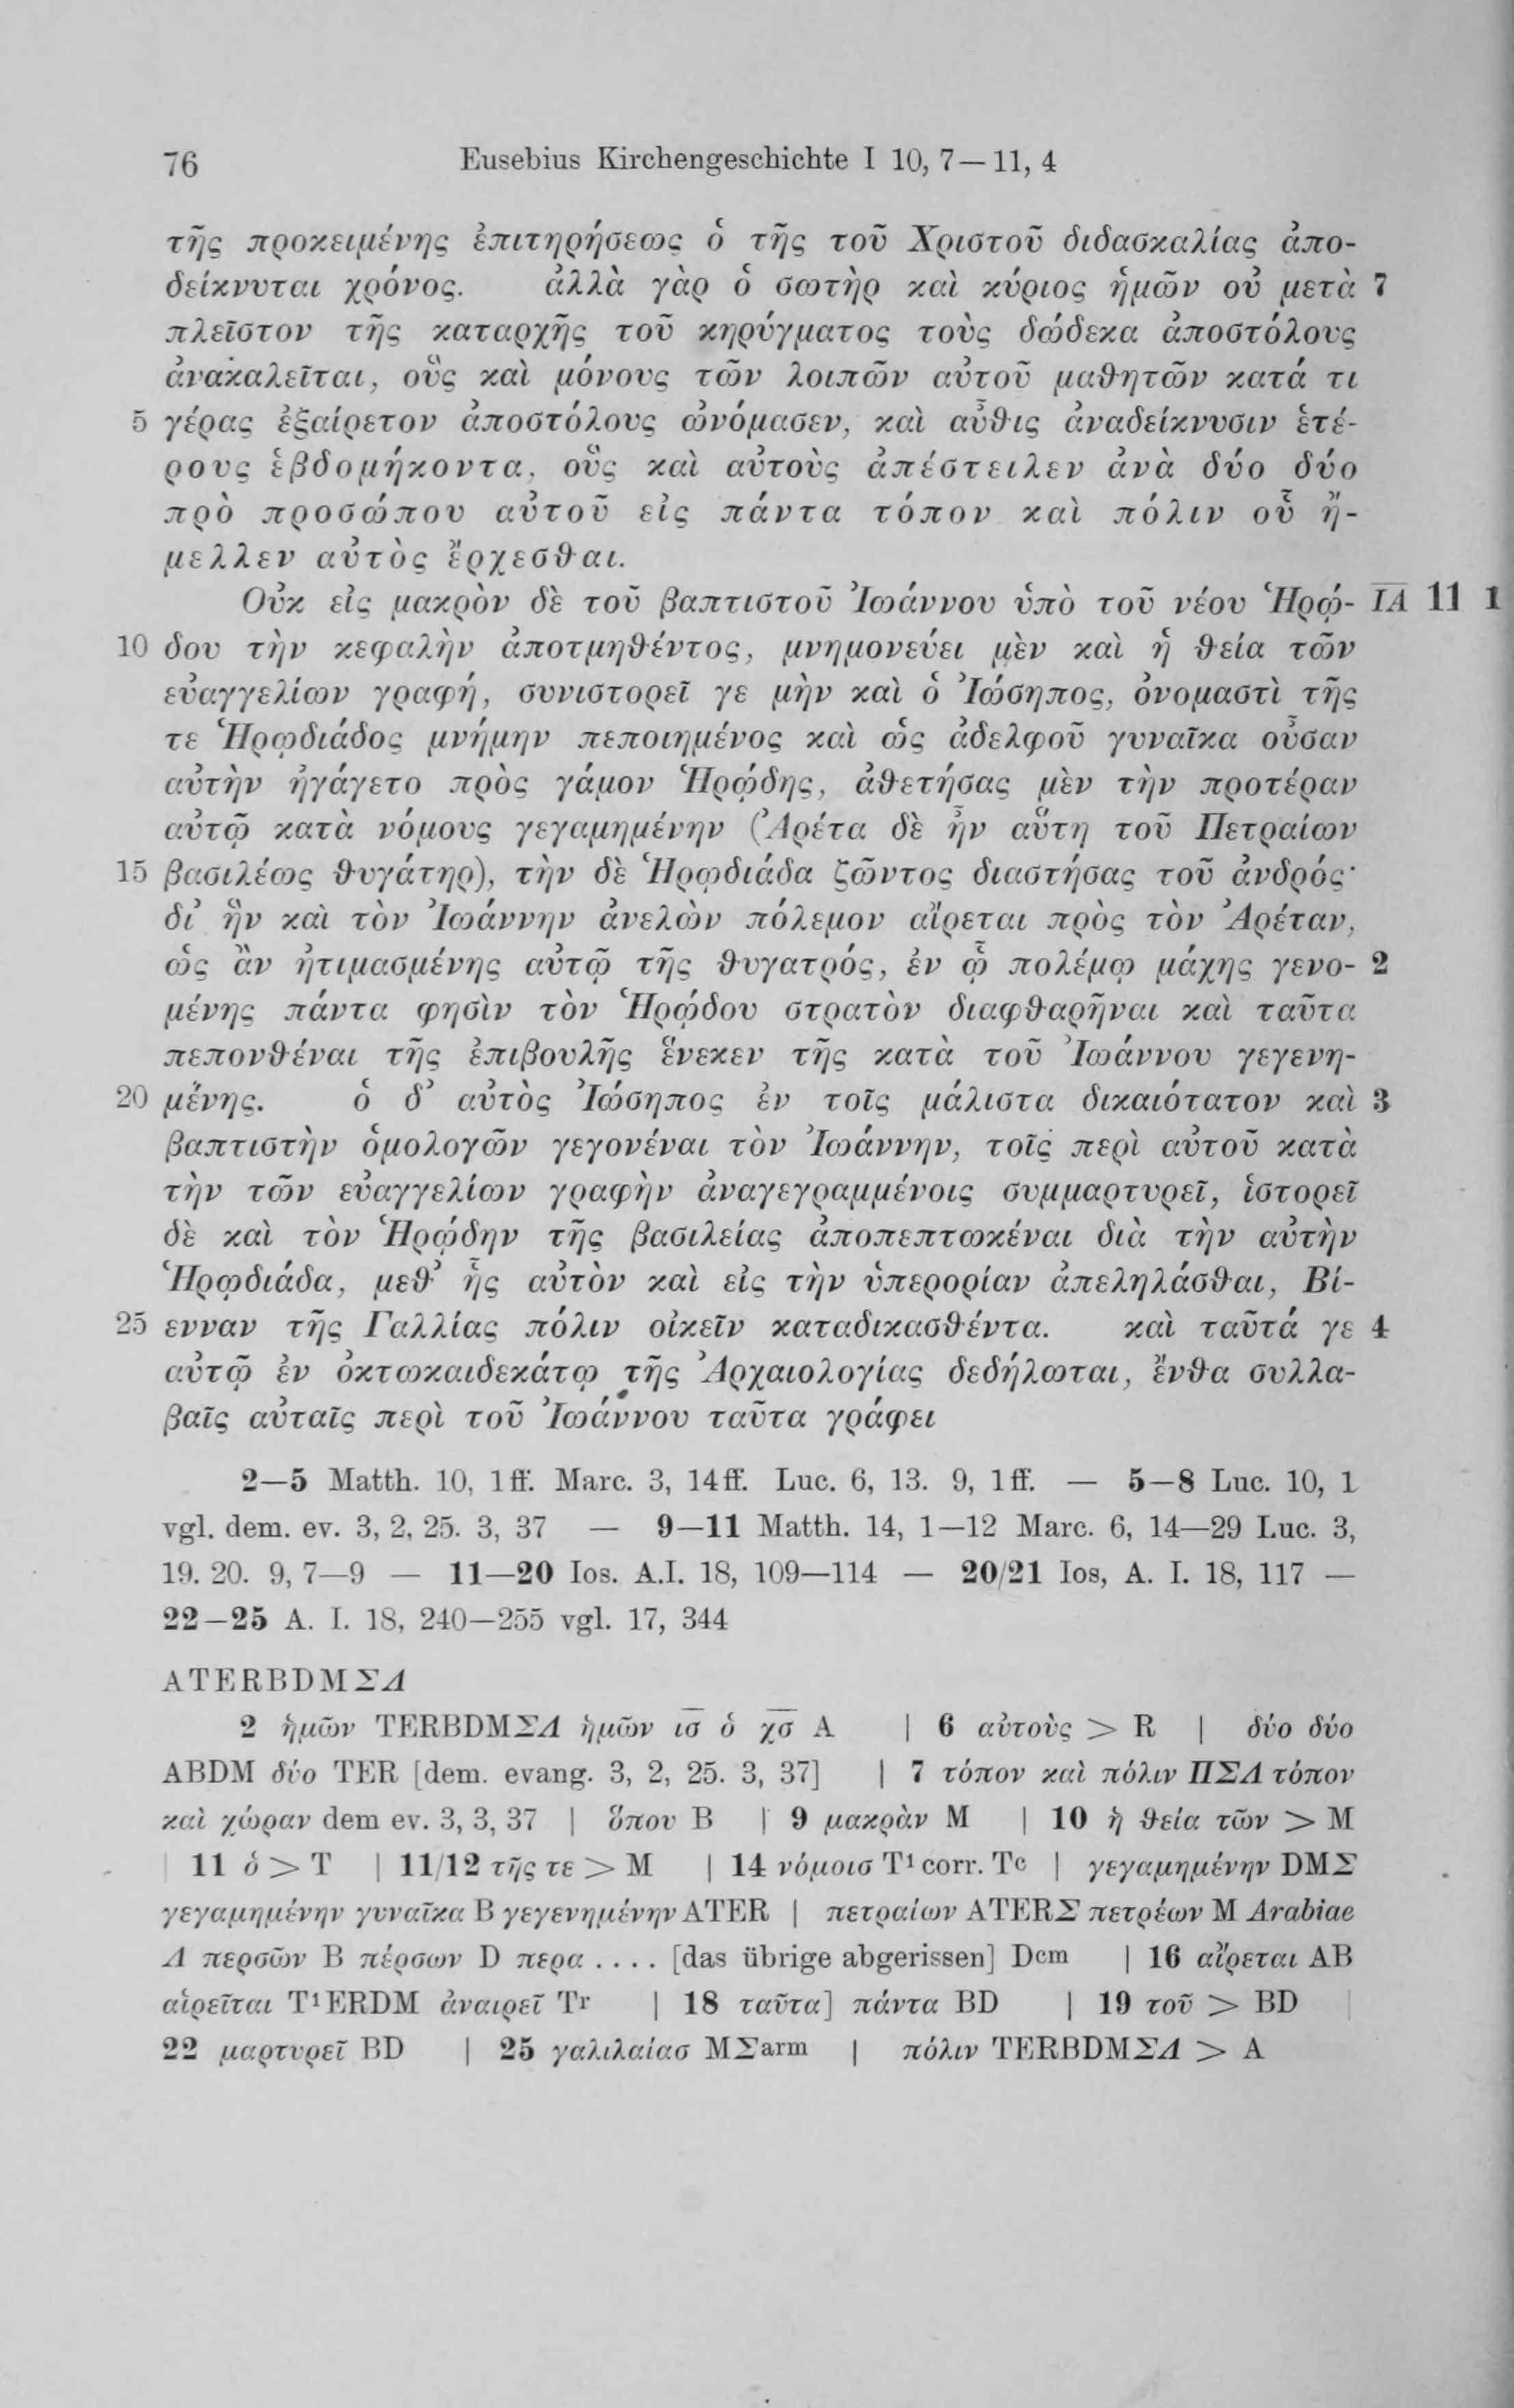 76 Eusebius Kirchengeschichte I 10, 7—11, 4
τῆς προκειμένης ἐπιτηρήσεως ὁ τῆς τοῦ Χριστοῦ διδασκαλίας ἀπο-
δείκνυται χρόνος. ἀλλὰ γὰρ ὁ σωτὴρ καὶ κύριος ἡμῶν οὐ μετὰ 7
πλεῖστον τῆς καταρχῆς τοῦ κηρύγματος τοὺς δώδεκα ἀποστόλους
ἀνακαλεῖται, οὓς καὶ μόνους τῶν λοιπῶν αὐτοῦ μαθητῶν κατά τι
5 γέρας ἐξαίρετον ἀποστόλους ὠνόμασεν, καὶ αὖθις ἀναδείκνυσιν ἑτέ-
ρους ἑβδομήκοντα, οὓς καὶ αὐτοὺς ἀπέστειλεν ἀνὰ δύο δύο
πρὸ προσώπου αὐτοῦ εἰς πάντα τόπον καὶ πόλιν οὗ ἤ-
μελλεν αὐτὸς ἔρχεσθαι.
Οὐκ εἰς μακρὸν δὲ τοῦ βαπτιστοῦ Ἰωάννου ὑπὸ τοῦ νέου Ἡρῴ- ΙΑ 11 1
10 δου τὴν κεφαλὴν ἀποτμηθέντος, μνημονεύει μὲν καὶ ἡ θεία τῶν
εὐαγγελίων γραφή, συνιστορεῖ γε μὴν καὶ ὁ Ἰώσηπος, ὀνομαστὶ τῆς
τε Ἡρῳδιάδος μνήμην πεποιημένος καὶ ὡς ἀδελφοῦ γυναῖκα οὖσαν
αὐτὴν ἠγάγετο πρὸς γάμον Ἡρῴδης, ἀθετήσας μὲν τὴν προτέραν
αὐτῷ κατὰ νόμους γεγαμημένην (Ἀρέτα δὲ ἦν αὕτη τοῦ Πετραίων
15 βασιλέως θυγάτηρ), τὴν δὲ Ἡρῳδιάδα ζῶντος διαστήσας τοῦ ἀνδρός·
δι᾽ ἣν καὶ τὸν Ἰωάννην ἀνελὼν πόλεμον αἴρεται πρὸς τὸν Ἀρέταν,
ὡς ἂν ἠτιμασμένης αὐτῷ τῆς θυγατρός, ἐν ᾧ πολέμῳ μάχης γενο- 2
μένης πάντα φησὶν τὸν Ἡρῴδου στρατὸν διαφθαρῆναι καὶ ταῦτα
πεπονθέναι τῆς ἐπιβουλῆς ἕνεκεν τῆς κατὰ τοῦ Ἰωάννου γεγενη-
20 μένης. ὁ δ᾽ αὐτὸς Ἰώσηπος ἐν τοῖς μάλιστα δικαιότατον καὶ 3
βαπτιστὴν ὁμολογῶν γεγονέναι τὸν Ἰωάννην, τοῖς περὶ αὐτοῦ κατὰ
τὴν τῶν εὐαγγελίων γραφὴν ἀναγεγραμμένοις συμμαρτυρεῖ, ἱστορεῖ
δὲ καὶ τὸν Ἡρῴδην τῆς βασιλείας ἀποπεπτωκέναι διὰ τὴν αὐτὴν
Ἡρῳδιάδα, μεθ᾽ ἧς αὐτὸν καὶ εἰς τὴν ὑπερορίαν ἀπεληλάσθαι, Βί-
25 ενναν τῆς Γαλλίας πόλιν οἰκεῖν καταδικασθέντα. καὶ ταῦτά γε 4
αὐτῷ ἐν ὀκτωκαιδεκάτῳ τῆς Ἀρχαιολογίας δεδήλωται, ἔνθα συλλα-
βαῖς αὐταῖς περὶ τοῦ Ἰωάννου ταῦτα γράφει
2—5 Matth. 10, 1 ff. Marc. 3, 14 ff. Luc. 6, 13. 9, 1 ff. — 5—8 Luc. 10, 1
vgl. dem. ev. 3, 2, 25. 3, 37 — 9—11 Matth. 14, 1—12 Marc. 6, 14—29 Luc. 3,
19. 20. 9, 7—9 — 11—20 Ios. A.I. 18, 109—114 — 20/21 Ios, A. I. 18, 117 —
22—25 A. I. 18, 240—255 vgl. 17, 344
ATERBDMΣΛ
2 ἡμῶν TERBDMΣΛ ἡμῶν ισ ὁ χσ A | 6 αὐτοὺς > R | δύο δύο
ABDM δύο TER [dem. evang. 3, 2, 25. 3, 37] | 7 τόπον καὶ πόλιν ΠΣΛ τόπον
καὶ χώραν dem ev. 3, 3, 37 | ὅπου B | 9 μακρὰν M | 10 ἡ θεία τῶν > M
| 11 ὁ > T | 11/12 τῆς τε > M | 14 νόμοισ T¹ corr. Tc | γεγαμημένην DMΣ
γεγαμημένην γυναῖκα B γεγενημένην ATER | πετραίων ATERΣ πετρέων M Arabiae
Λ περσῶν B πέρσων D περα .... [das übrige abgerissen] Dcm | 16 αἴρεται AB
αἱρεῖται T¹ERDM ἀναιρεῖ Tr | 18 ταῦτα] πάντα BD | 19 τοῦ > BD
22 μαρτυρεῖ BD | 25 γαλιλαίασ MΣarm | πόλιν TERBDMΣΛ > A